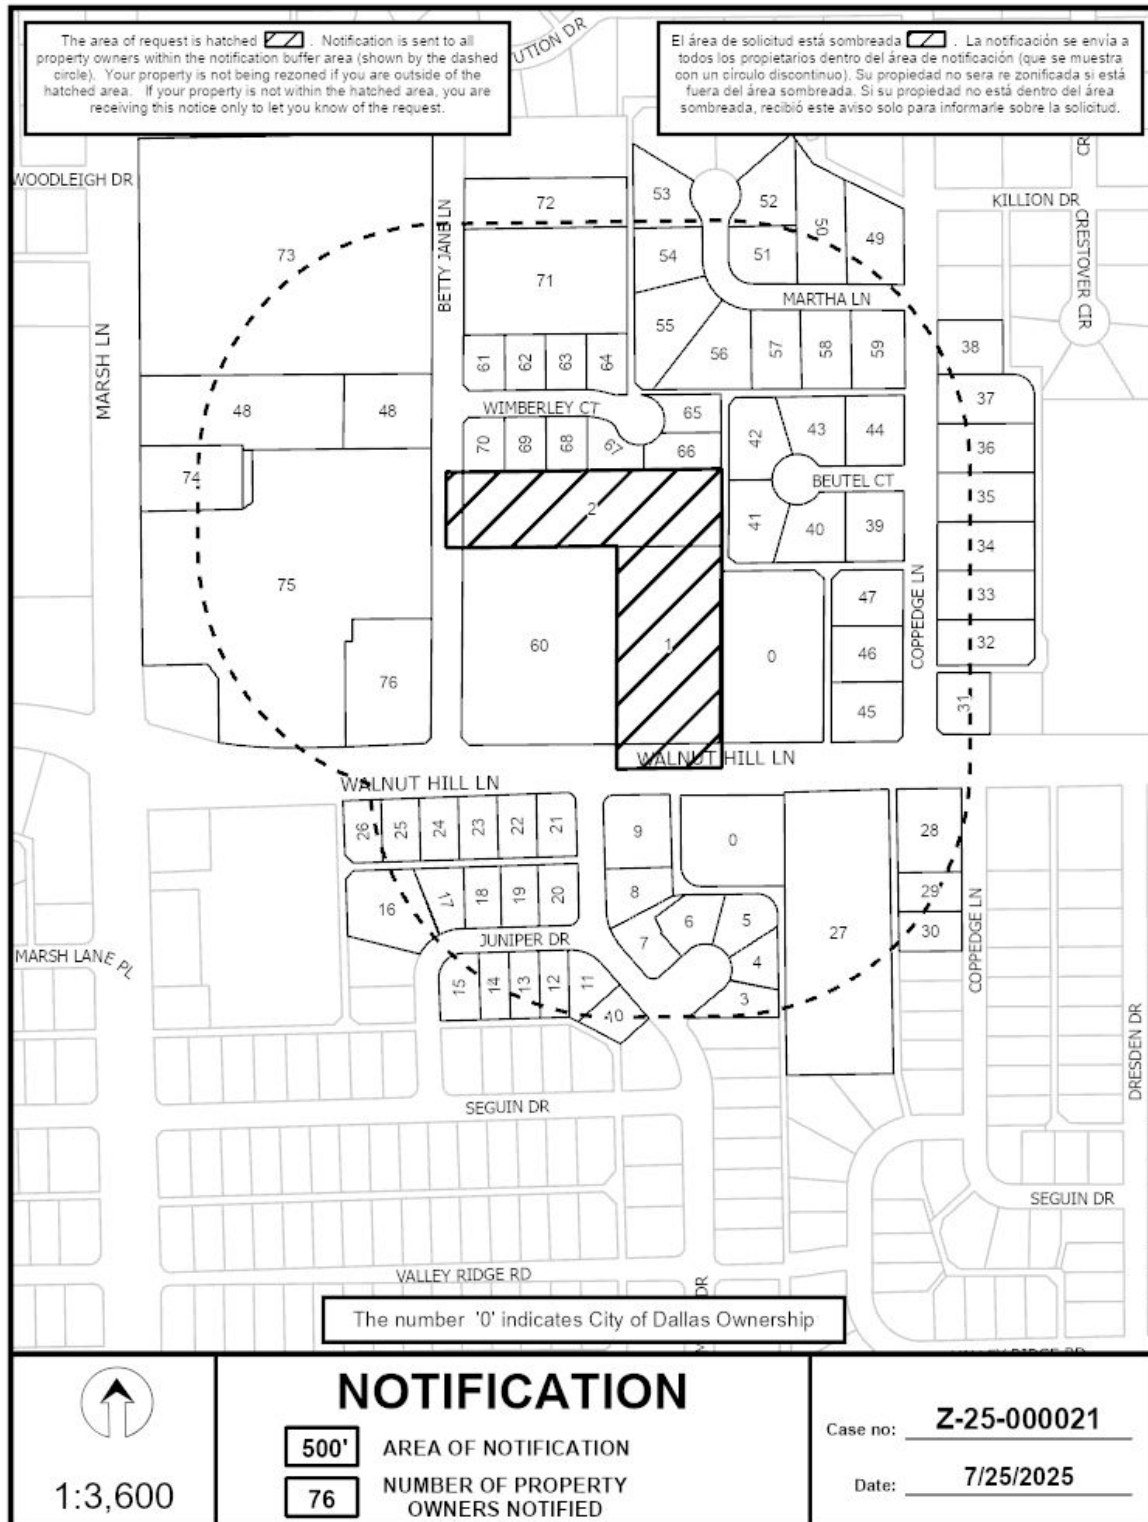 The area of request is hatched . Notification is sent to all
property owners within the notification buffer area (shown by the dashed
circle). Your property is not being rezoned if you are outside of the
hatched area. If your property is not within the hatched area, you are
receiving this notice only to let you know of the request.
El área de solicitud está sombreada . La notificación se envía a
todos los propietarios dentro del área de notificación (que se muestra
con un círculo discontinuo). Su propiedad no sera re zonificada si está
fuera del área sombreada. Si su propiedad no está dentro del área
sombreada, recibió este aviso solo para informarle sobre la solicitud.
UTION DR
WOODLEIGH DR
KILLION DR
CRESTOVER CIR
CR
MARSH LN
BETTY JANE LN
MARTHA LN
WIMBERLEY CT
BEUTEL CT
COPPEDGE LN
WALNUT HILL LN
WALNUT HILL LN
JUNIPER DR
MARSH LANE PL
COPPEDGE LN
DRESDEN DR
SEGUIN DR
SEGUIN DR
VALLEY RIDGE RD
DR
72
53
52
50
49
73
71
54
51
55
56
57
58
59
38
61
62
63
64
48
48
37
65
42
43
44
36
70
69
68
67
66
74
35
2
41
40
39
34
75
47
33
60
1
0
46
32
76
45
31
26
25
24
23
22
21
9
0
28
16
17
18
19
20
8
29
7
6
5
27
30
15
14
13
12
11
4
10
3
The number '0' indicates City of Dallas Ownership
1:3,600
NOTIFICATION
500' AREA OF NOTIFICATION
76 NUMBER OF PROPERTY
OWNERS NOTIFIED
Case no: Z-25-000021
Date: 7/25/2025